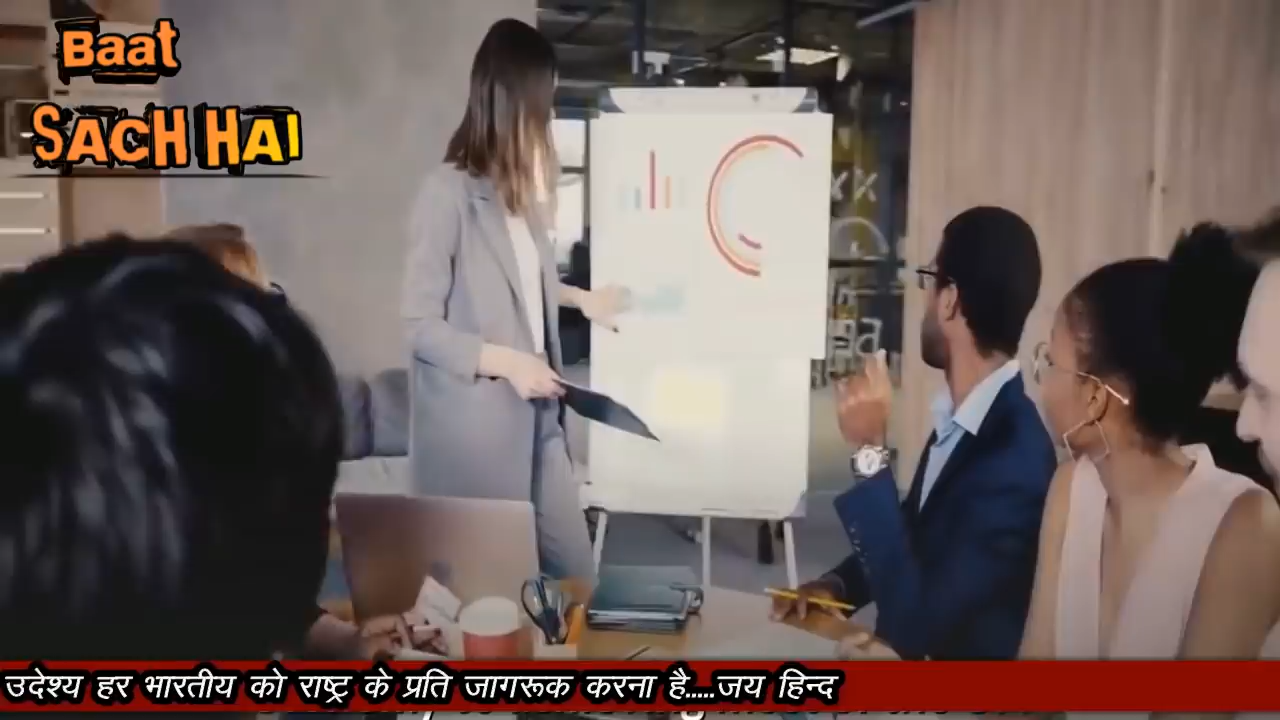 Baat
SACH HAI
उदेश्य हर भारतीय को राष्ट्र के प्रति जागरूक करना है.....जय हिन्द